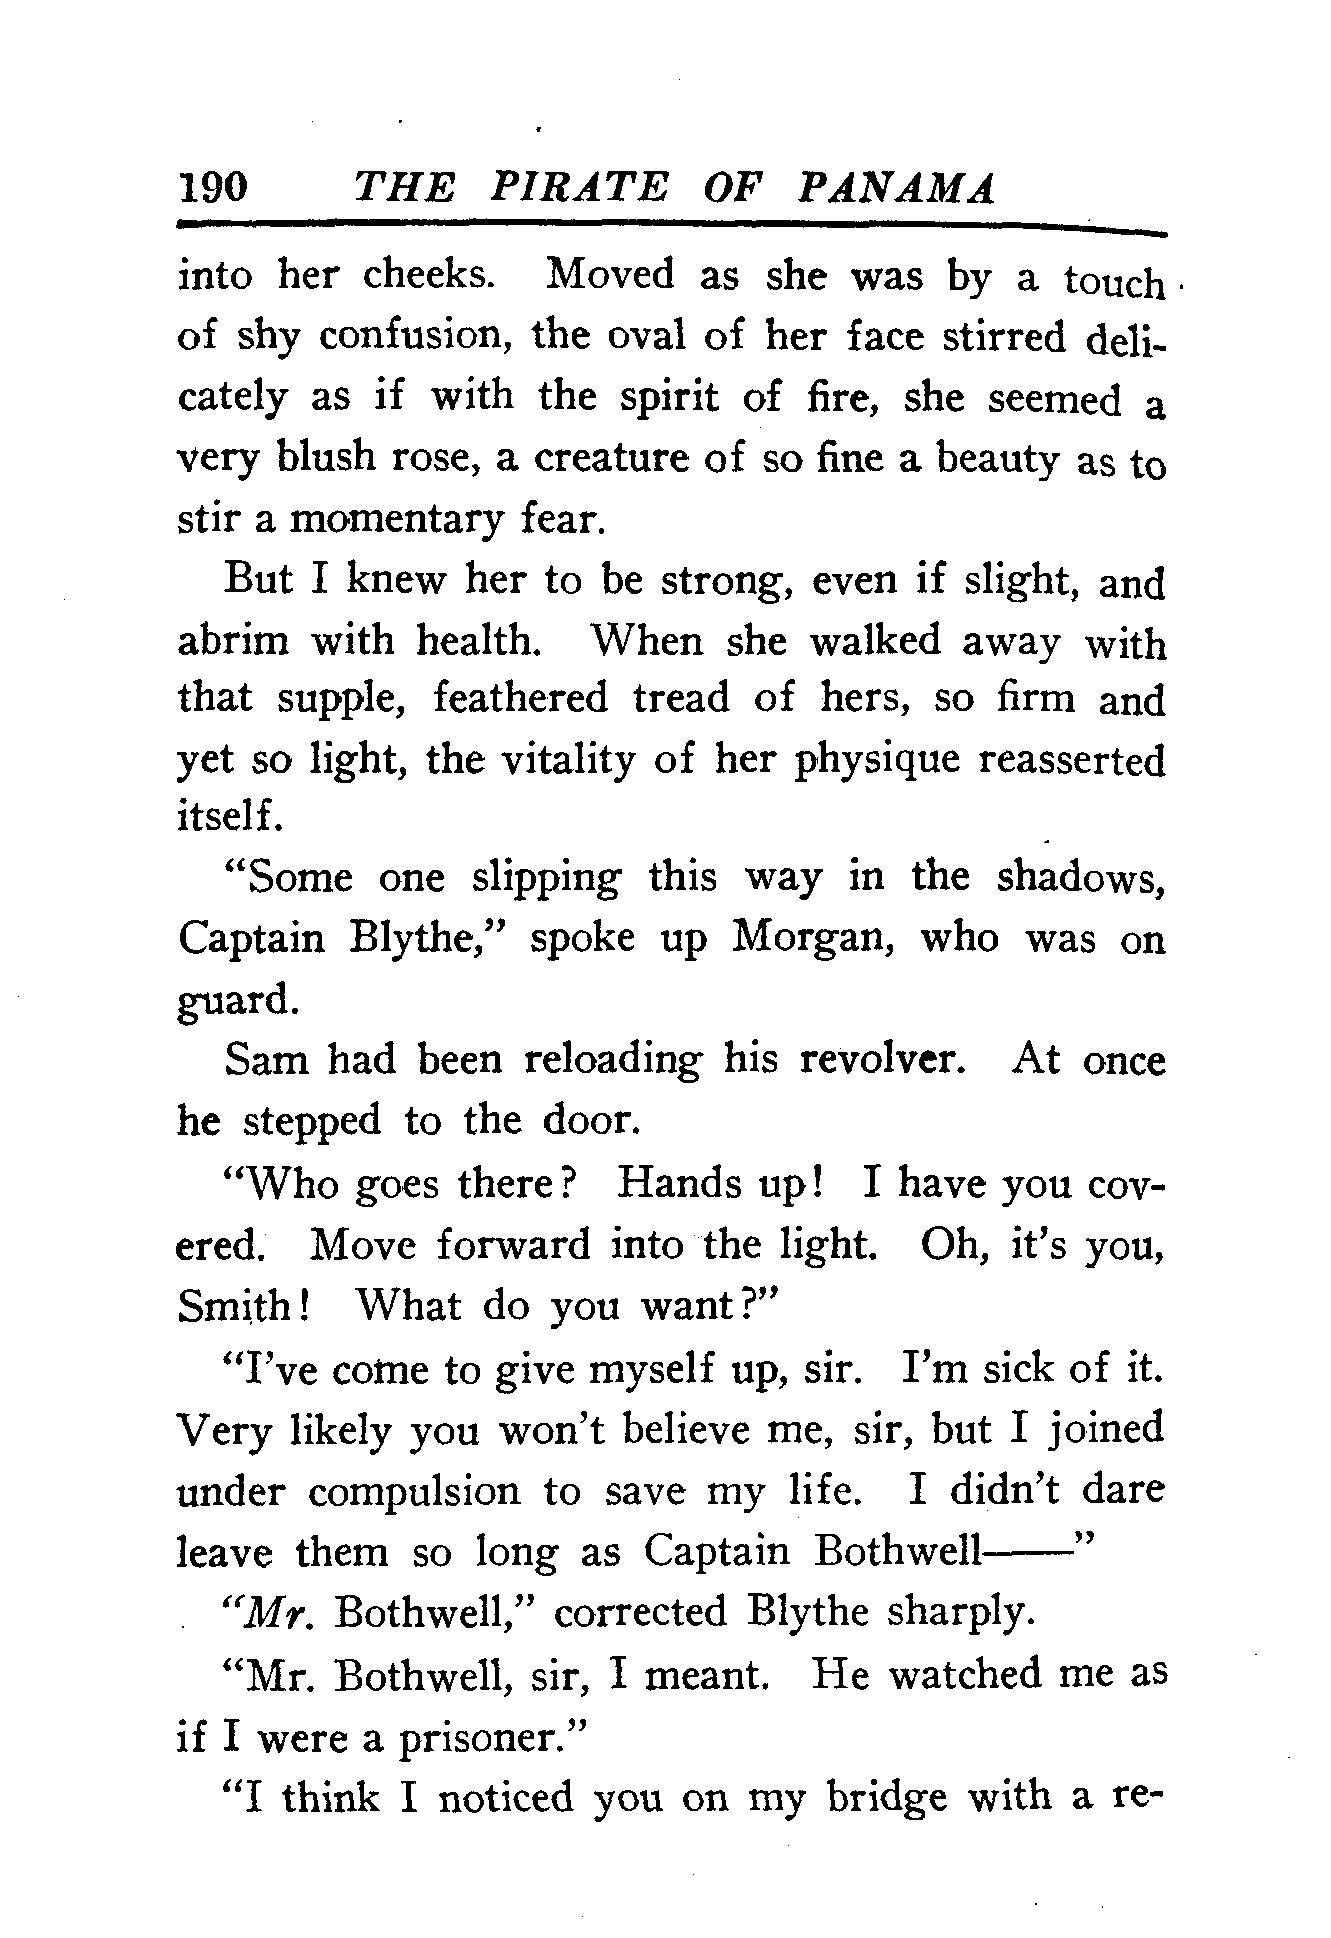 190 THE PIRATE OF PANAMA
into her cheeks. Moved as she was by a touch
of shy confusion, the oval of her face stirred deli-
cately as if with the spirit of fire, she seemed a
very blush rose, a creature of so fine a beauty as to
stir a momentary fear.
But I knew her to be strong, even if slight, and
abrim with health. When she walked away with
that supple, feathered tread of hers, so firm and
yet so light, the vitality of her physique reasserted
itself.
“Some one slipping this way in the shadows,
Captain Blythe,” spoke up Morgan, who was on
guard.
Sam had been reloading his revolver. At once
he stepped to the door.
“Who goes there? Hands up! I have you cov-
ered. Move forward into the light. Oh, it’s you,
Smith! What do you want?”
“I’ve come to give myself up, sir. I’m sick of it.
Very likely you won’t believe me, sir, but I joined
under compulsion to save my life. I didn’t dare
leave them so long as Captain Bothwell——”
“Mr. Bothwell,” corrected Blythe sharply.
“Mr. Bothwell, sir, I meant. He watched me as
if I were a prisoner.”
“I think I noticed you on my bridge with a re-